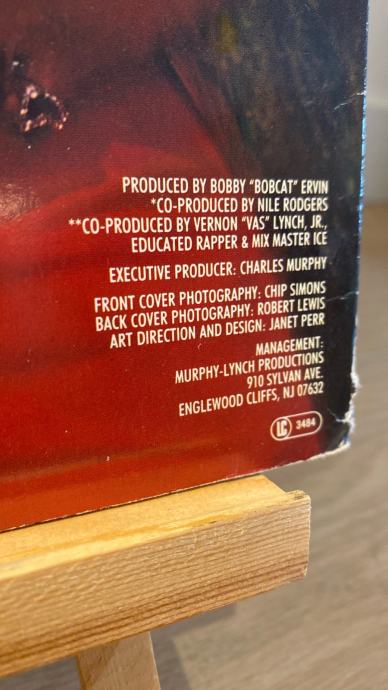 PRODUCED BY BOBBY "BOBCAT" ERVIN
*CO-PRODUCED BY NILE RODGERS
**CO-PRODUCED BY VERNON "VAS" LYNCH, JR.,
EDUCATED RAPPER & MIX MASTER ICE
EXECUTIVE PRODUCER: CHARLES MURPHY
FRONT COVER PHOTOGRAPHY: CHIP SIMONS
BACK COVER PHOTOGRAPHY: ROBERT LEWIS
ART DIRECTION AND DESIGN: JANET PERR
MANAGEMENT:
MURPHY-LYNCH PRODUCTIONS
910 SYLVAN AVE.
ENGLEWOOD CLIFFS, NJ 07632
LC 3484